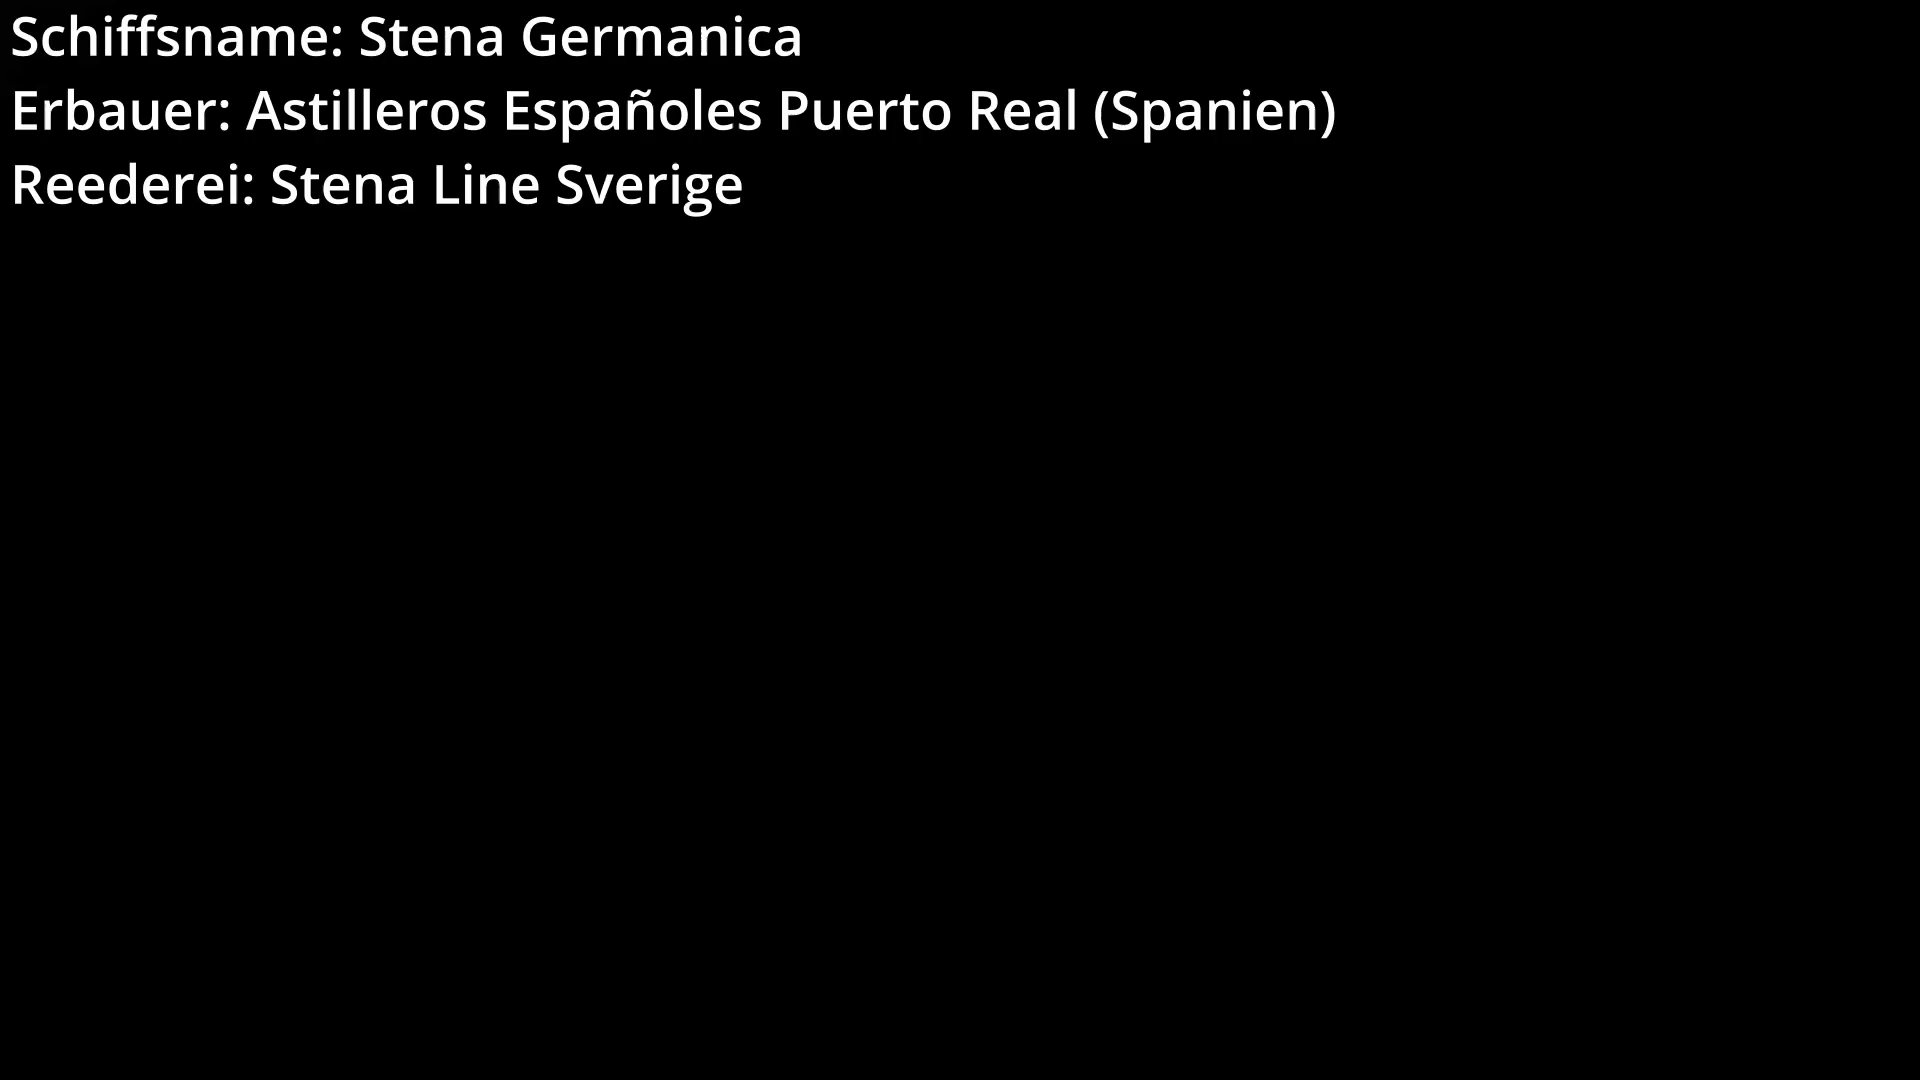 Schiffsname: Stena Germanica
Erbauer: Astilleros Españoles Puerto Real (Spanien)
Reederei: Stena Line Sverige